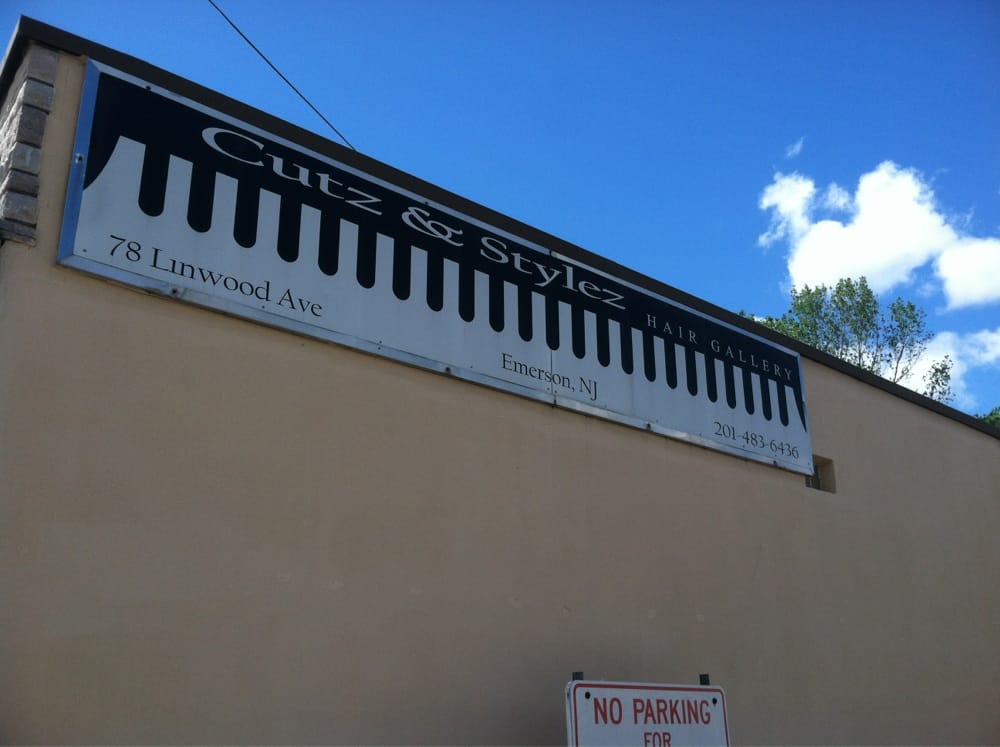 Cutz & Stylez
HAIR GALLERY
78 Linwood Ave
Emerson, NJ
201-483-6436
NO PARKING
FOR